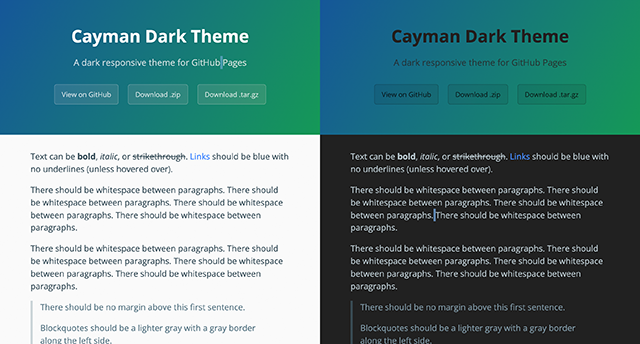 Cayman Dark Theme
A dark responsive theme for GitHub Pages
View on GitHub
Download .zip
Download .tar.gz
Text can be bold, italic, or strikethrough. Links should be blue with
no underlines (unless hovered over).
There should be whitespace between paragraphs. There should
be whitespace between paragraphs. There should be whitespace
between paragraphs. There should be whitespace between
paragraphs.
There should be whitespace between paragraphs. There should
be whitespace between paragraphs. There should be whitespace
between paragraphs. There should be whitespace between
paragraphs.
There should be no margin above this first sentence.
Blockquotes should be a lighter gray with a gray border
along the left side.
Cayman Dark Theme
A dark responsive theme for GitHub Pages
View on GitHub
Download .zip
Download .tar.gz
Text can be bold, italic, or strikethrough. Links should be blue with
no underlines (unless hovered over).
There should be whitespace between paragraphs. There should
be whitespace between paragraphs. There should be whitespace
between paragraphs. There should be whitespace between
paragraphs.
There should be whitespace between paragraphs. There should
be whitespace between paragraphs. There should be whitespace
between paragraphs. There should be whitespace between
paragraphs.
There should be no margin above this first sentence.
Blockquotes should be a lighter gray with a gray border
along the left side.